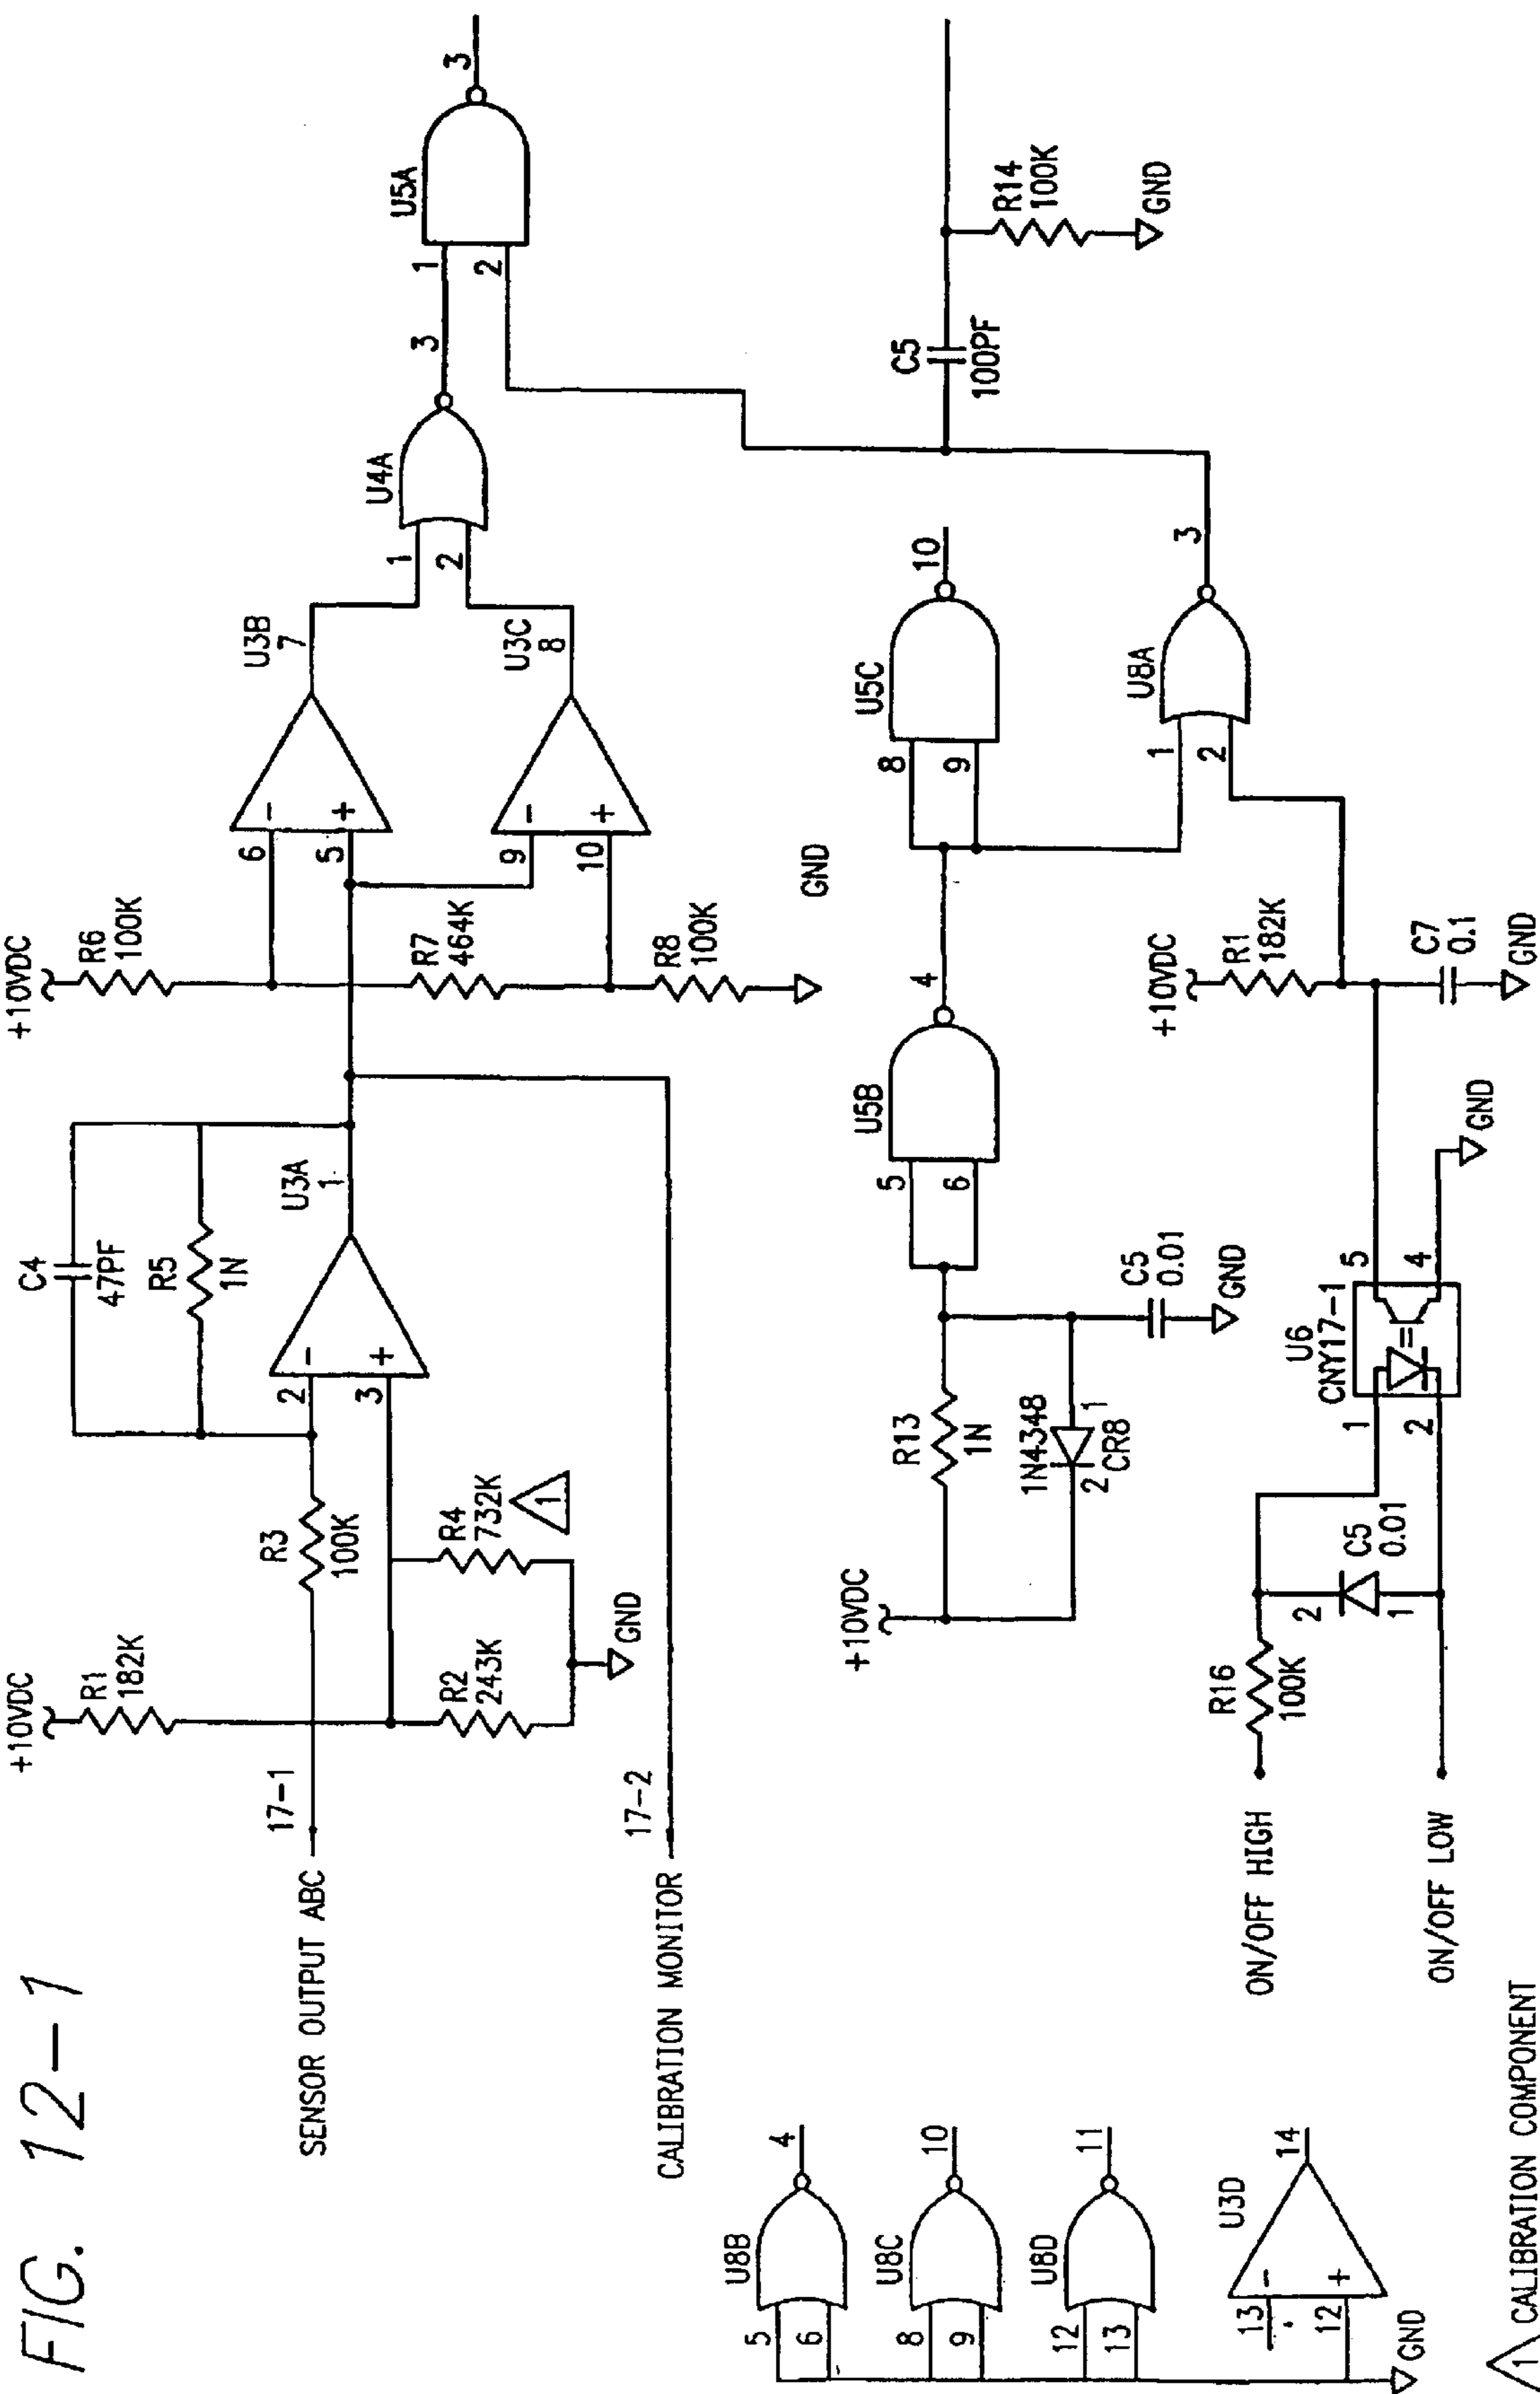 FIG. 12-1
+10VDC
R1
182K
17-1
SENSOR OUTPUT ABC
R2
243K
GND
R3
100K
R4
732K
1
C4
47PF
R5
1N
2
3
-
+
U3A
1
17-2
CALIBRATION MONITOR
+10VDC
R6
100K
R7
464K
R8
100K
GND
6
5
-
+
U3B
7
9
10
-
+
U3C
8
1
2
U4A
3
1
2
U5A
3
+10VDC
R13
1N
1N4348
2
1
CR8
C5
0.01
GND
5
6
U5B
4
8
9
U5C
10
1
2
U8A
3
C5
100PF
R14
100K
GND
ON/OFF HIGH
R16
100K
ON/OFF LOW
2
1
C5
0.01
1
2
U6
CNY17-1
5
4
GND
+10VDC
R1
182K
C7
0.1
GND
5
6
U8B
4
8
9
U8C
10
12
13
U8D
11
13
12
-
+
U3D
14
GND
1 CALIBRATION COMPONENT